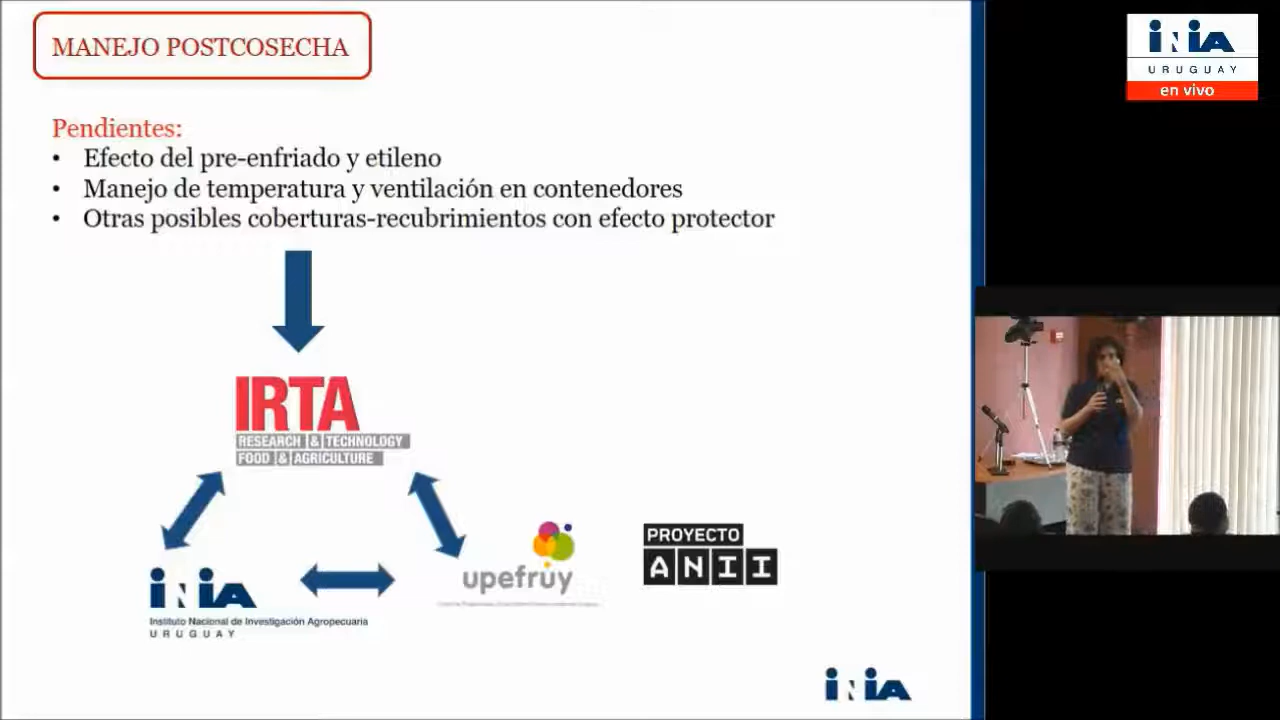 MANEJO POSTCOSECHA
Pendientes:
• Efecto del pre-enfriado y etileno
• Manejo de temperatura y ventilación en contenedores
• Otras posibles coberturas-recubrimientos con efecto protector
IRTA
RESEARCH & TECHNOLOGY
FOOD & AGRICULTURE
iNiA
Instituto Nacional de Investigación Agropecuaria
URUGUAY
upefruy
PROYECTO
ANII
iNiA
iNiA
URUGUAY
en vivo